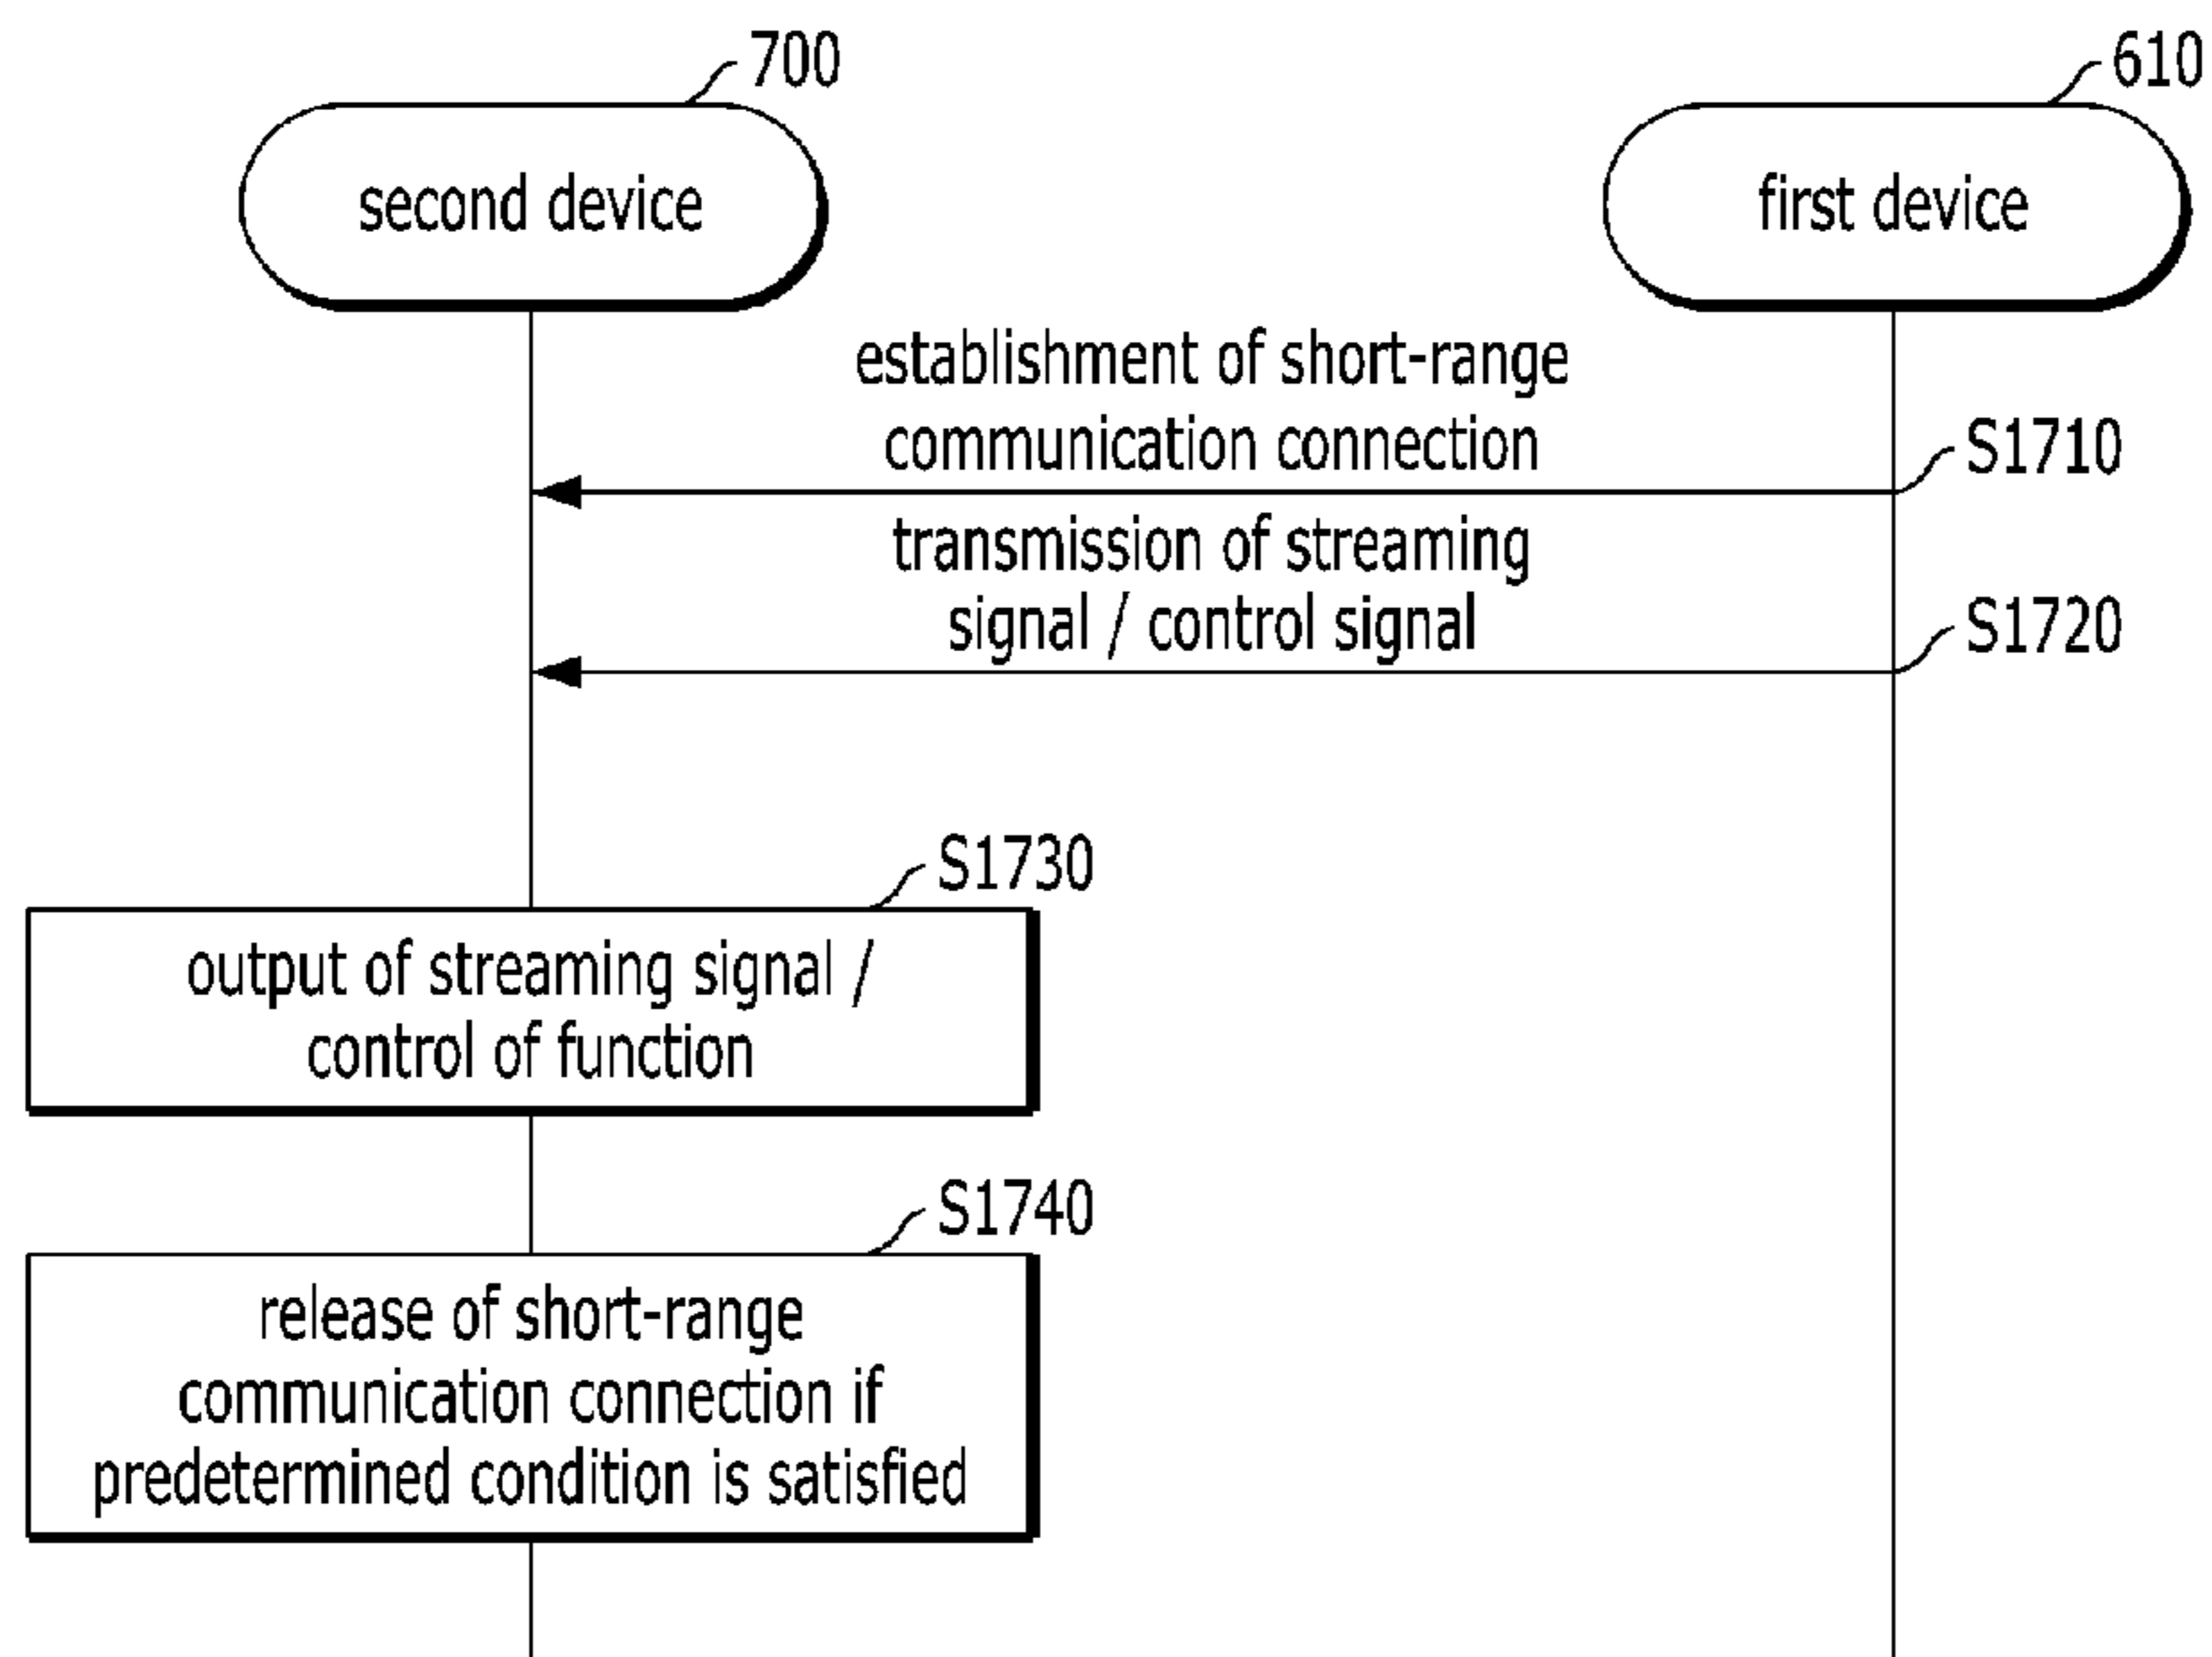 700
610
second device
first device
establishment of short-range
communication connection
S1710
transmission of streaming
signal / control signal
S1720
S1730
output of streaming signal /
control of function
S1740
release of short-range
communication connection if
predetermined condition is satisfied